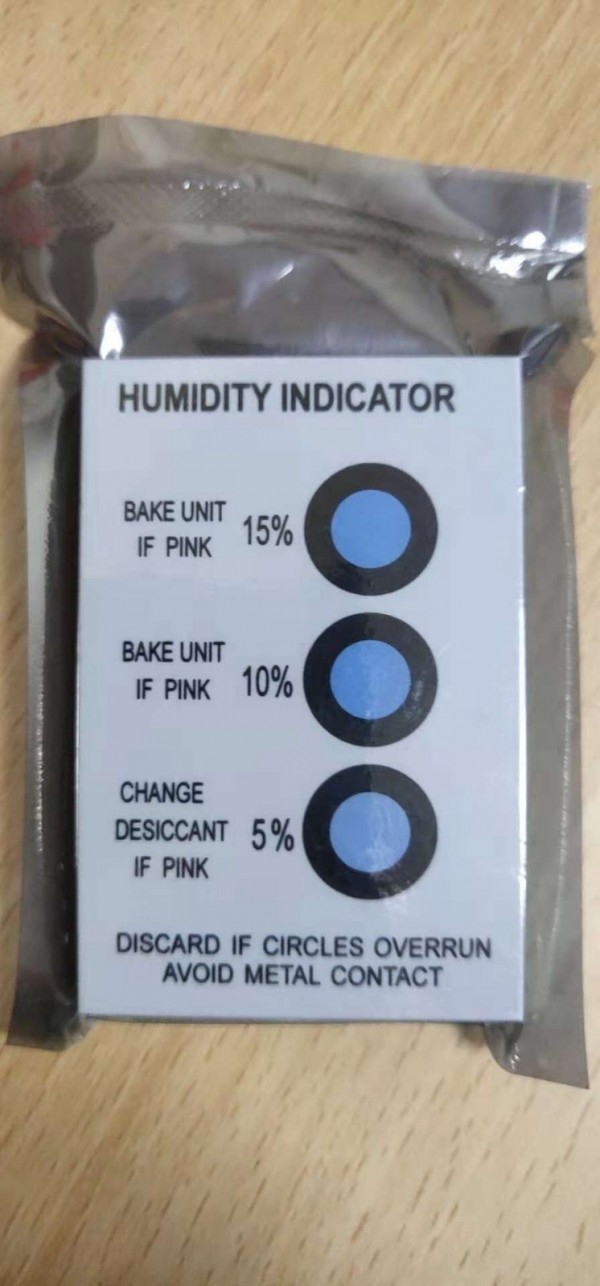 HUMIDITY INDICATOR
BAKE UNIT
IF PINK
15%
BAKE UNIT
IF PINK
10%
CHANGE
DESICCANT
IF PINK
5%
DISCARD IF CIRCLES OVERRUN
AVOID METAL CONTACT